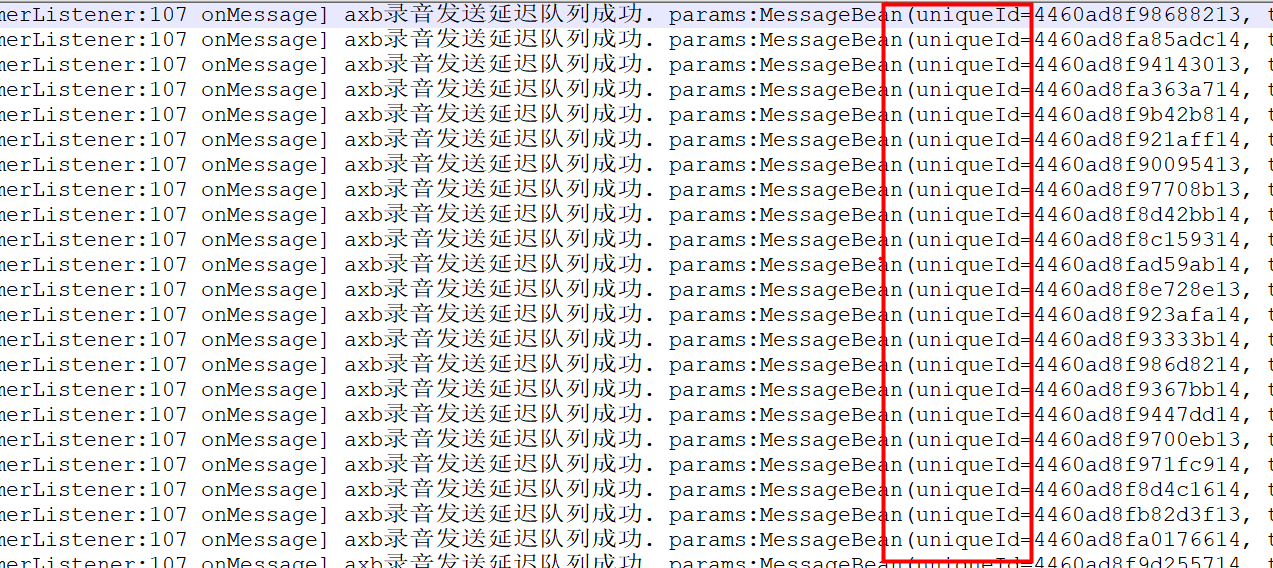 merListener:107 onMessage] axb录音发送延迟队列成功. params:MessageBean(uniqueId=4460ad8f98688213, t
merListener:107 onMessage] axb录音发送延迟队列成功. params:MessageBean(uniqueId=4460ad8fa85adc14, t
merListener:107 onMessage] axb录音发送延迟队列成功. params:MessageBean(uniqueId=4460ad8f94143013, t
merListener:107 onMessage] axb录音发送延迟队列成功. params:MessageBean(uniqueId=4460ad8fa363a714, t
merListener:107 onMessage] axb录音发送延迟队列成功. params:MessageBean(uniqueId=4460ad8f9b42b814, t
merListener:107 onMessage] axb录音发送延迟队列成功. params:MessageBean(uniqueId=4460ad8f921aff14, t
merListener:107 onMessage] axb录音发送延迟队列成功. params:MessageBean(uniqueId=4460ad8f90095413, t
merListener:107 onMessage] axb录音发送延迟队列成功. params:MessageBean(uniqueId=4460ad8f97708b13, t
merListener:107 onMessage] axb录音发送延迟队列成功. params:MessageBean(uniqueId=4460ad8f8d42bb14, t
merListener:107 onMessage] axb录音发送延迟队列成功. params:MessageBean(uniqueId=4460ad8f8c159314, t
merListener:107 onMessage] axb录音发送延迟队列成功. params:MessageBean(uniqueId=4460ad8fad59ab14, t
merListener:107 onMessage] axb录音发送延迟队列成功. params:MessageBean(uniqueId=4460ad8f8e728e13, t
merListener:107 onMessage] axb录音发送延迟队列成功. params:MessageBean(uniqueId=4460ad8f923afa14, t
merListener:107 onMessage] axb录音发送延迟队列成功. params:MessageBean(uniqueId=4460ad8f93333b14, t
merListener:107 onMessage] axb录音发送延迟队列成功. params:MessageBean(uniqueId=4460ad8f986d8214, t
merListener:107 onMessage] axb录音发送延迟队列成功. params:MessageBean(uniqueId=4460ad8f9367bb14, t
merListener:107 onMessage] axb录音发送延迟队列成功. params:MessageBean(uniqueId=4460ad8f9447dd14, t
merListener:107 onMessage] axb录音发送延迟队列成功. params:MessageBean(uniqueId=4460ad8f9700eb13, t
merListener:107 onMessage] axb录音发送延迟队列成功. params:MessageBean(uniqueId=4460ad8f971fc914, t
merListener:107 onMessage] axb录音发送延迟队列成功. params:MessageBean(uniqueId=4460ad8f8d4c1614, t
merListener:107 onMessage] axb录音发送延迟队列成功. params:MessageBean(uniqueId=4460ad8fb82d3f13, t
merListener:107 onMessage] axb录音发送延迟队列成功. params:MessageBean(uniqueId=4460ad8fa0176614, t
merListener:107 onMessage] axb录音发送延迟队列成功. params:MessageBean(uniqueId=4460ad8f9d255714, t